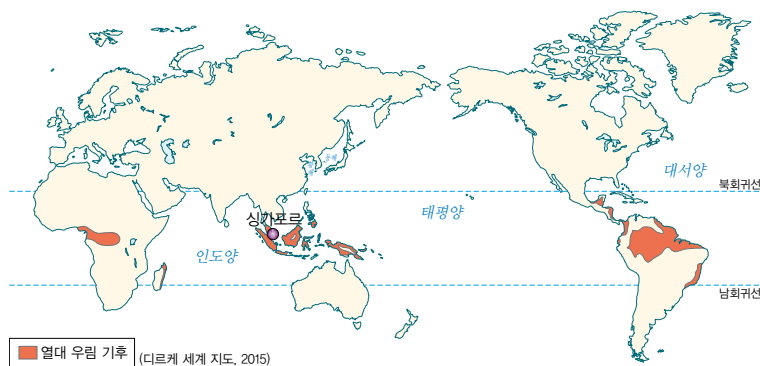 대서양
북회귀선
싱가포르
태평양
인도양
남회귀선
열대 우림 기후 (디르케 세계 지도, 2015)